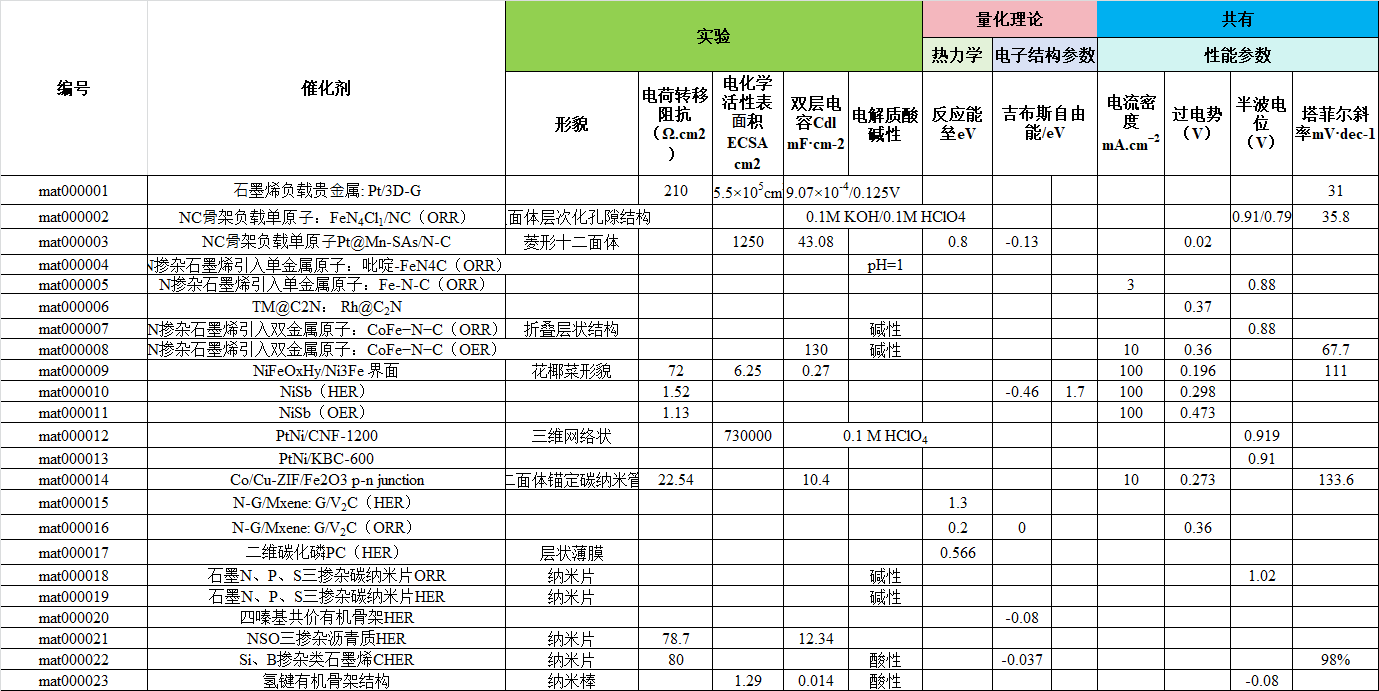 编号
催化剂
实验
量化理论
共有
热力学
电子结构参数
性能参数
形貌
电荷转移
阻抗
（Ω.cm2
）
电化学
活性表
面积
ECSA
cm2
双层电
容Cdl
mF·cm-2
电解质酸
碱性
反应能
垒eV
吉布斯自由
能/eV
电流密
度
mA.cm⁻²
过电势
（V）
半波电
位
（V）
塔菲尔斜
率mV·dec-1
mat000001 石墨烯负载贵金属: Pt/3D-G 210 5.5×10⁵cm 9.07×10⁻⁴/0.125V 31
mat000002 NC骨架负载单原子：FeN₄Cl₁/NC（ORR） 面体层次化孔隙结构 0.1M KOH/0.1M HClO4 0.91/0.79 35.8
mat000003 NC骨架负载单原子Pt@Mn-SAs/N-C 菱形十二面体 1250 43.08 0.8 -0.13 0.02
mat000004 N掺杂石墨烯引入单金属原子：吡啶-FeN4C（ORR） pH=1
mat000005 N掺杂石墨烯引入单金属原子：Fe-N-C（ORR） 3 0.88
mat000006 TM@C2N： Rh@C₂N 0.37
mat000007 N掺杂石墨烯引入双金属原子：CoFe−N−C（ORR） 折叠层状结构 碱性 0.88
mat000008 N掺杂石墨烯引入双金属原子：CoFe−N−C（OER） 130 碱性 10 0.36 67.7
mat000009 NiFeOxHy/Ni3Fe 界面 花椰菜形貌 72 6.25 0.27 100 0.196 111
mat000010 NiSb（HER） 1.52 -0.46 1.7 100 0.298
mat000011 NiSb（OER） 1.13 100 0.473
mat000012 PtNi/CNF-1200 三维网络状 730000 0.1 M HClO₄ 0.919
mat000013 PtNi/KBC-600 0.91
mat000014 Co/Cu-ZIF/Fe2O3 p-n junction 二面体锚定碳纳米管 22.54 10.4 10 0.273 133.6
mat000015 N-G/Mxene: G/V₂C（HER） 1.3
mat000016 N-G/Mxene: G/V₂C（ORR） 0.2 0 0.36
mat000017 二维碳化磷PC（HER） 层状薄膜 0.566
mat000018 石墨N、P、S三掺杂碳纳米片ORR 纳米片 碱性 1.02
mat000019 石墨N、P、S三掺杂碳纳米片HER 纳米片 碱性
mat000020 四嗪基共价有机骨架HER -0.08
mat000021 NSO三掺杂沥青质HER 纳米片 78.7 12.34
mat000022 Si、B掺杂类石墨烯CHER 纳米片 80 酸性 -0.037 98%
mat000023 氢键有机骨架结构 纳米棒 1.29 0.014 酸性 -0.08